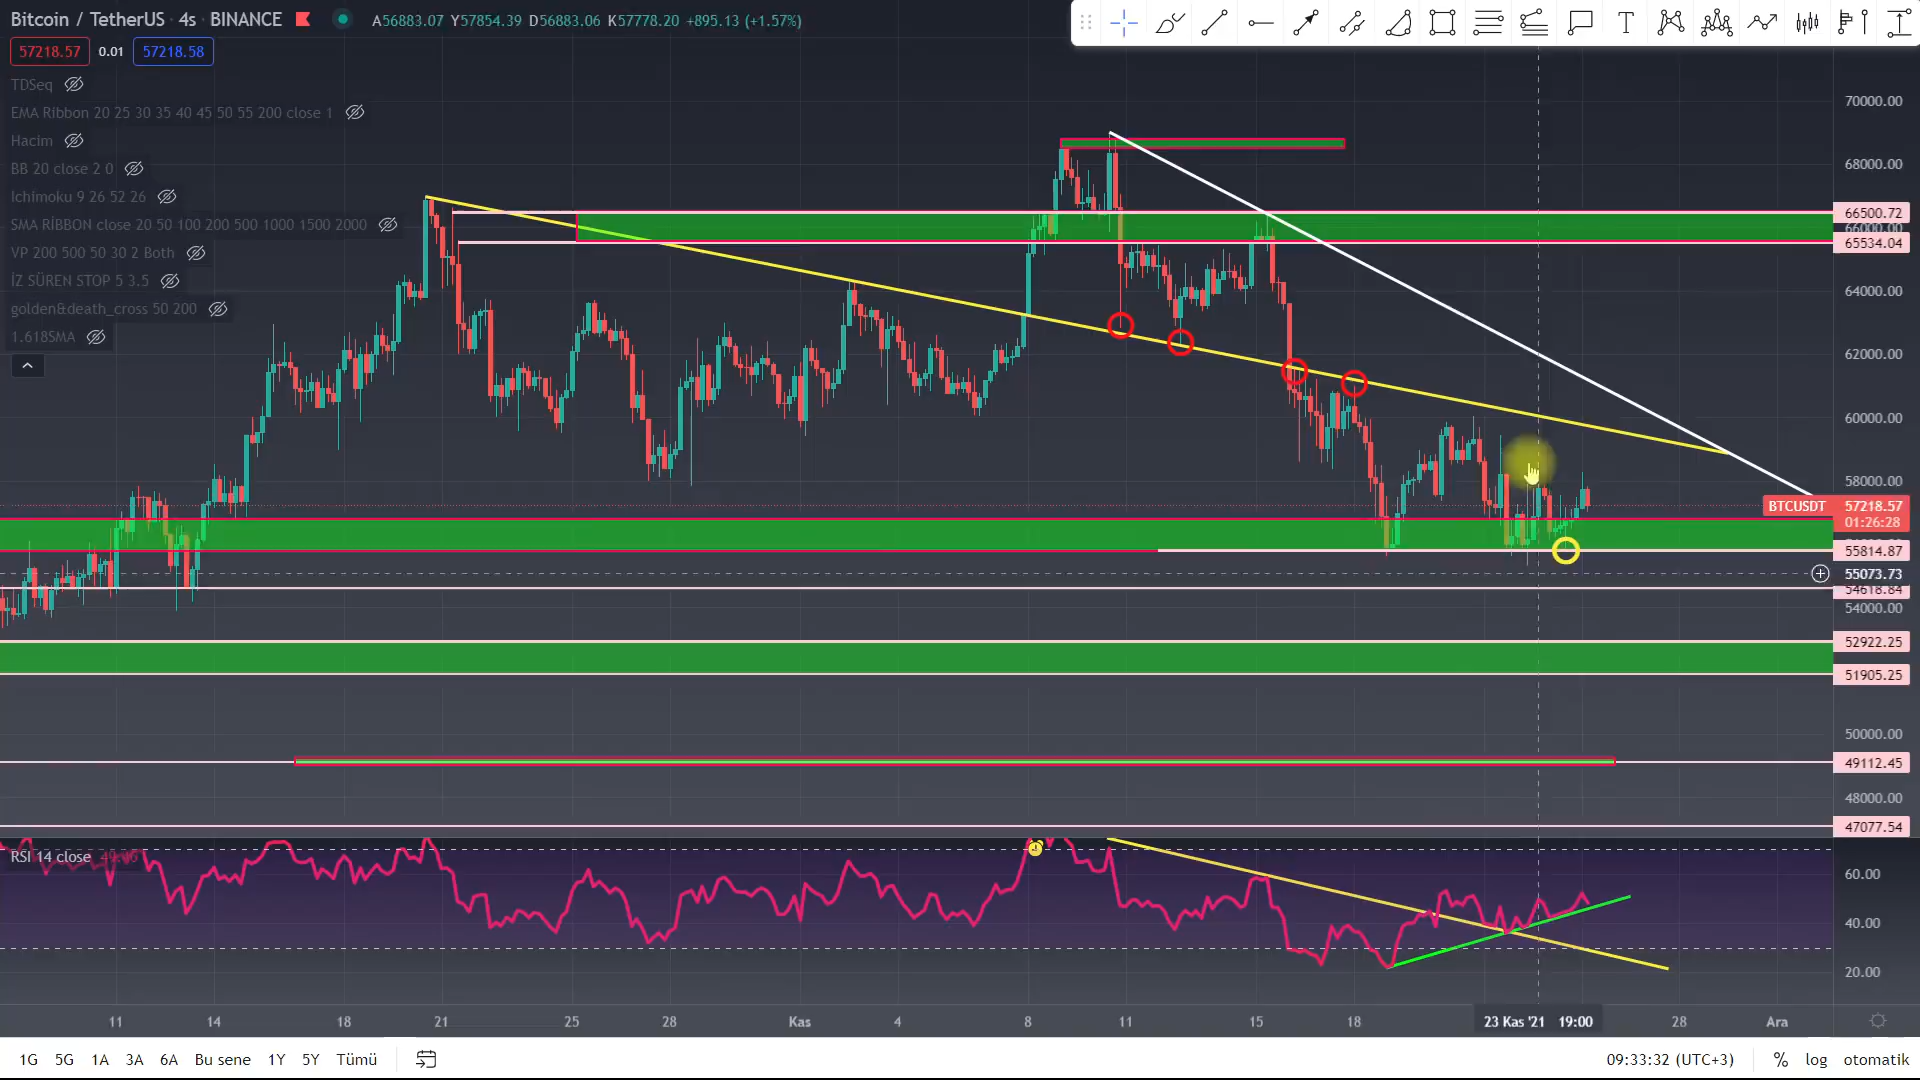 Bitcoin / TetherUS · 4s · BINANCE A56883.07 Y57854.39 D56883.06 K57778.20 +895.13 (+1.57%)
57218.57 0.01 57218.58
TDSeq
EMA Ribbon 20 25 30 35 40 45 50 55 200 close 1
Hacim
BB 20 close 2 0
Ichimoku 9 26 52 26
SMA RİBBON close 20 50 100 200 500 1000 1500 2000
VP 200 500 50 30 2 Both
İZ SÜREN STOP 5 3.5
golden&death_cross 50 200
1.618SMA
T
70000.00
68000.00
66500.72
66000.00
65534.04
64000.00
62000.00
60000.00
58000.00
BTCUSDT 57218.57
01:26:28
55814.87
55073.73
54618.84
54000.00
52922.25
51905.25
50000.00
49112.45
48000.00
47077.54
RSI 14 close
60.00
40.00
20.00
11 14 18 21 25 28 Kas 4 8 11 15 18 23 Kas '21 19:00 28 Ara
1G 5G 1A 3A 6A Bu sene 1Y 5Y Tümü 09:33:32 (UTC+3) % log otomatik